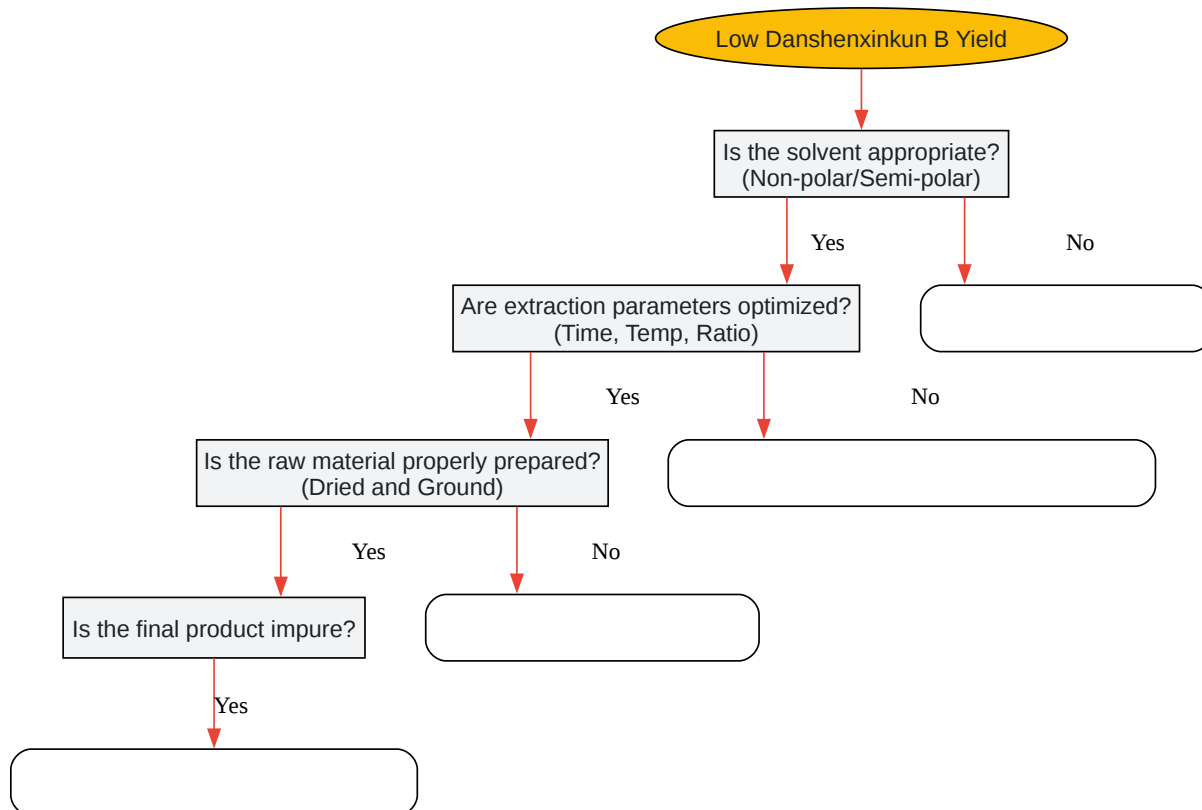 Low Danshenxinkun B Yield
Is the solvent appropriate?
(Non-polar/Semi-polar)
Yes
No
Are extraction parameters optimized?
(Time, Temp, Ratio)
Yes
No
Is the raw material properly prepared?
(Dried and Ground)
Yes
No
Is the final product impure?
Yes